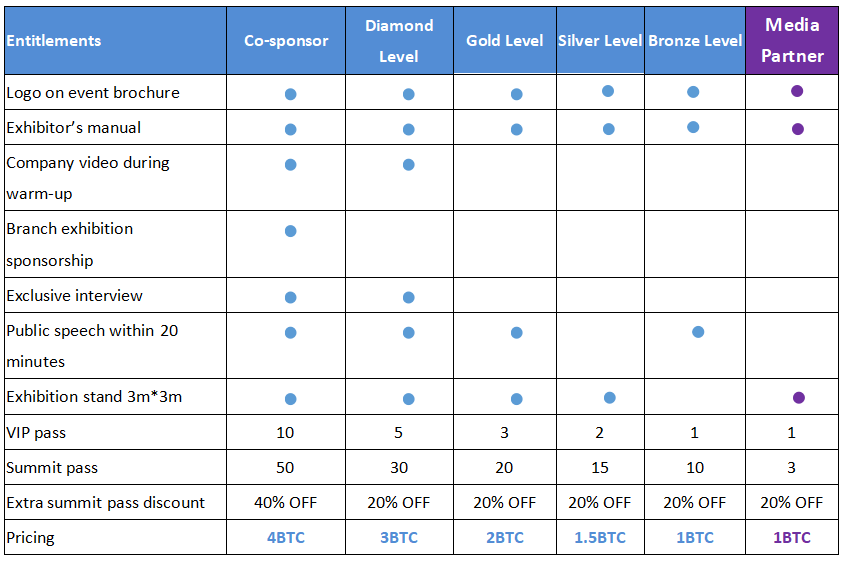 Entitlements Co-sponsor Diamond Level Gold Level Silver Level Bronze Level Media Partner
Logo on event brochure ● ● ● ● ● ●
Exhibitor’s manual ● ● ● ● ● ●
Company video during warm-up ● ●
Branch exhibition sponsorship ●
Exclusive interview ● ●
Public speech within 20 minutes ● ● ● ●
Exhibition stand 3m*3m ● ● ● ● ●
VIP pass 10 5 3 2 1 1
Summit pass 50 30 20 15 10 3
Extra summit pass discount 40% OFF 20% OFF 20% OFF 20% OFF 20% OFF 20% OFF
Pricing 4BTC 3BTC 2BTC 1.5BTC 1BTC 1BTC